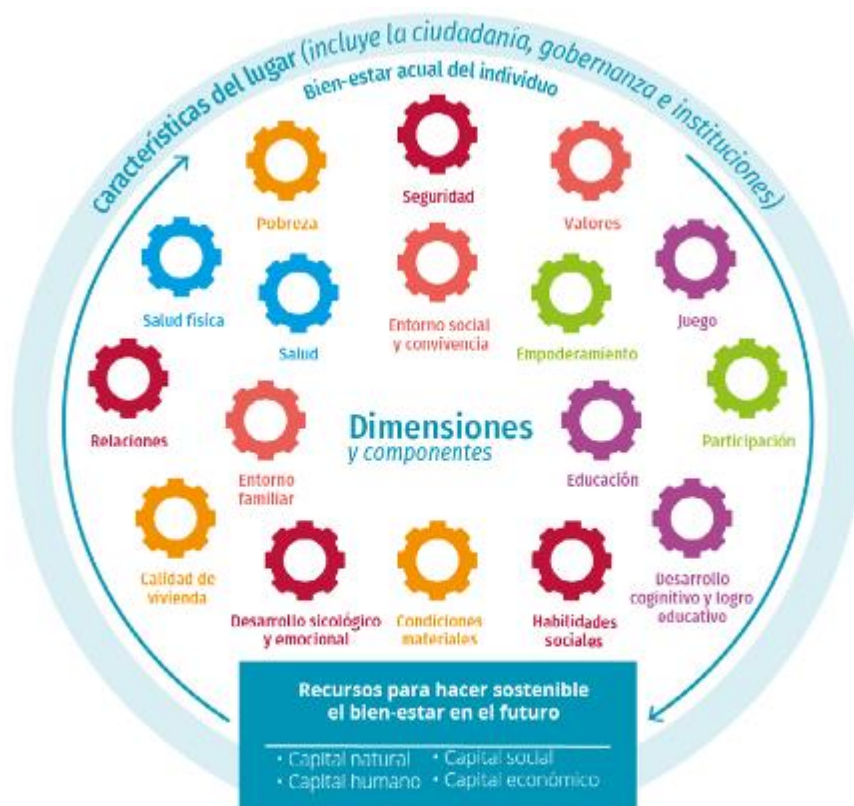 Características del lugar (incluye la ciudadanía, gobernanza e instituciones)
Bien-estar acual del individuo
Pobreza
Seguridad
Valores
Salud física
Salud
Entorno social
y convivencia
Empoderamiento
Juego
Relaciones
Entorno
familiar
Dimensiones
y componentes
Educación
Participación
Calidad de
vivienda
Desarrollo sicológico
y emocional
Condiciones
materiales
Habilidades
sociales
Desarrollo
coginitivo y logro
educativo
Recursos para hacer sostenible
el bien-estar en el futuro
• Capital natural • Capital social
• Capital humano • Capital económico